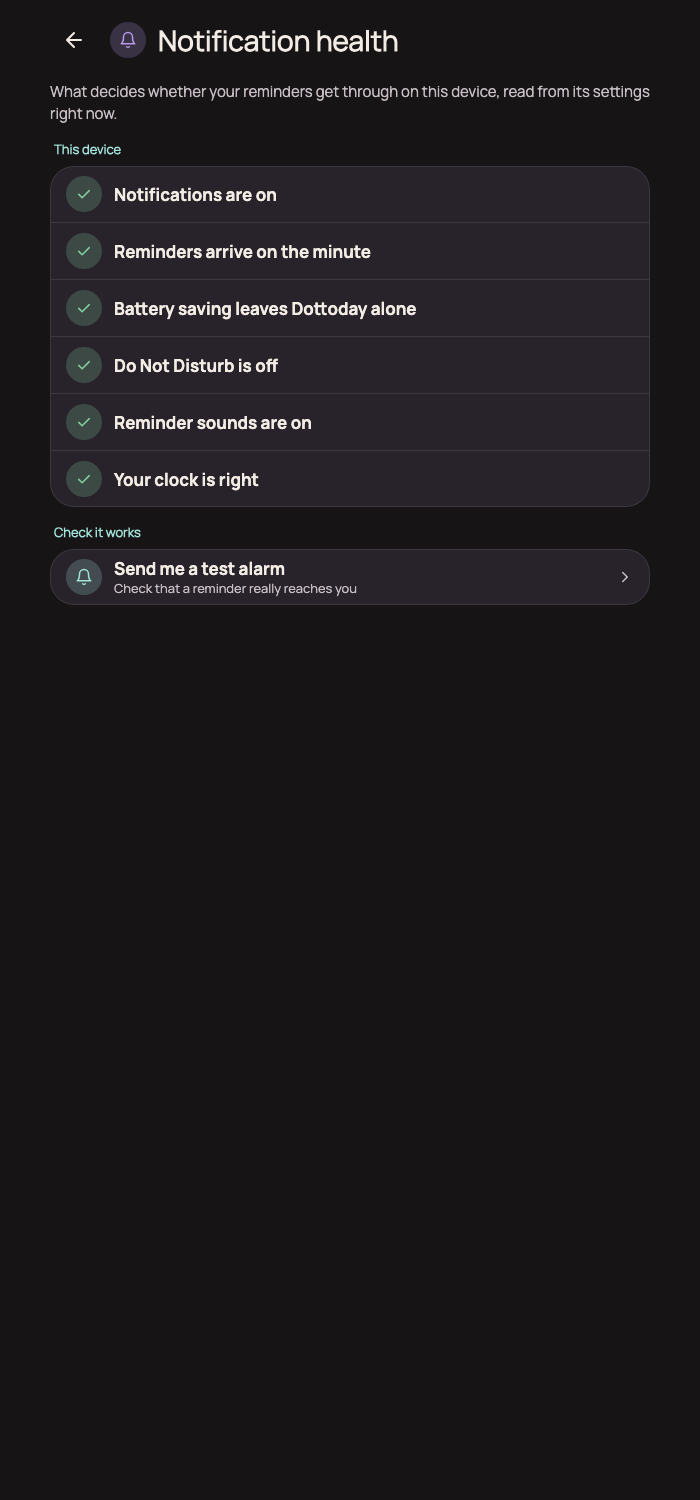 Notification health
What decides whether your reminders get through on this device, read from its settings
right now.
This device
Notifications are on
Reminders arrive on the minute
Battery saving leaves Dottoday alone
Do Not Disturb is off
Reminder sounds are on
Your clock is right
Check it works
Send me a test alarm
Check that a reminder really reaches you